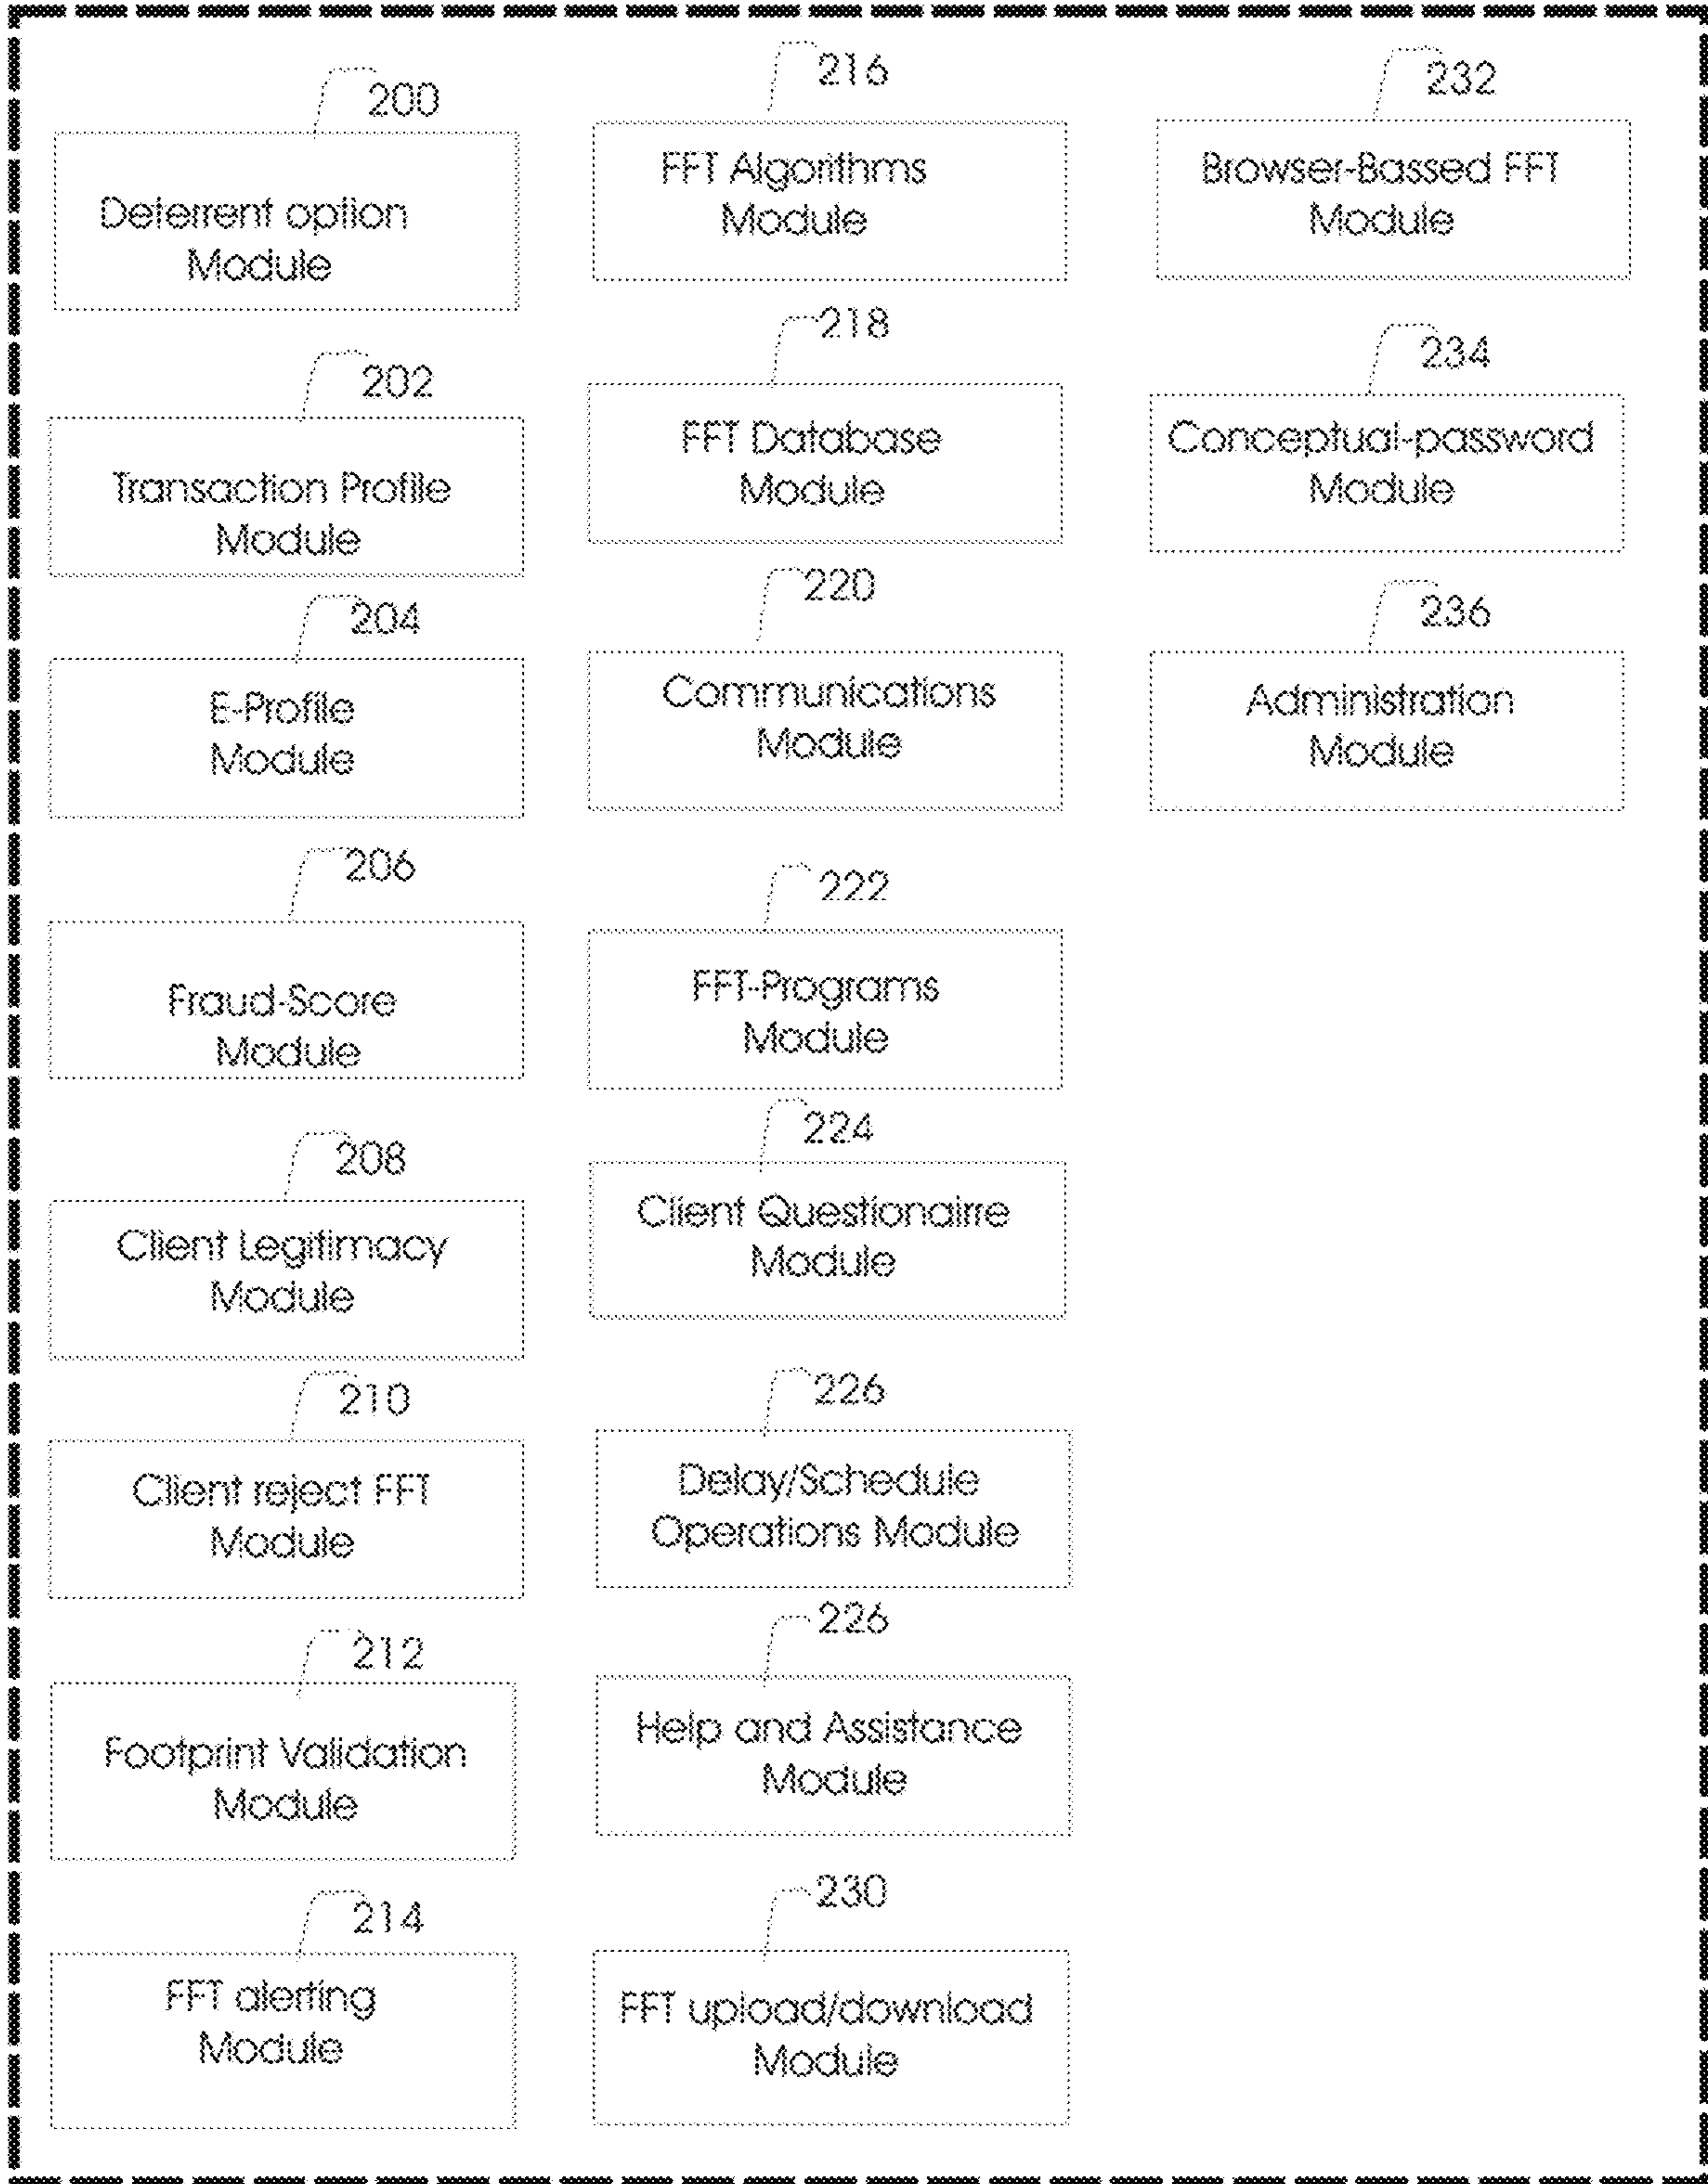 200
Deterrent option
Module
202
Transaction Profile
Module
204
E-Profile
Module
206
Fraud-Score
Module
208
Client Legitimacy
Module
210
Client reject FFT
Module
212
Footprint Validation
Module
214
FFT alerting
Module
216
FFT Algorithms
Module
218
FFT Database
Module
220
Communications
Module
222
FFT-Programs
Module
224
Client Questionairre
Module
226
Delay/Schedule
Operations Module
226
Help and Assistance
Module
230
FFT upload/download
Module
232
Browser-Bassed FFT
Module
234
Conceptual-password
Module
236
Administration
Module